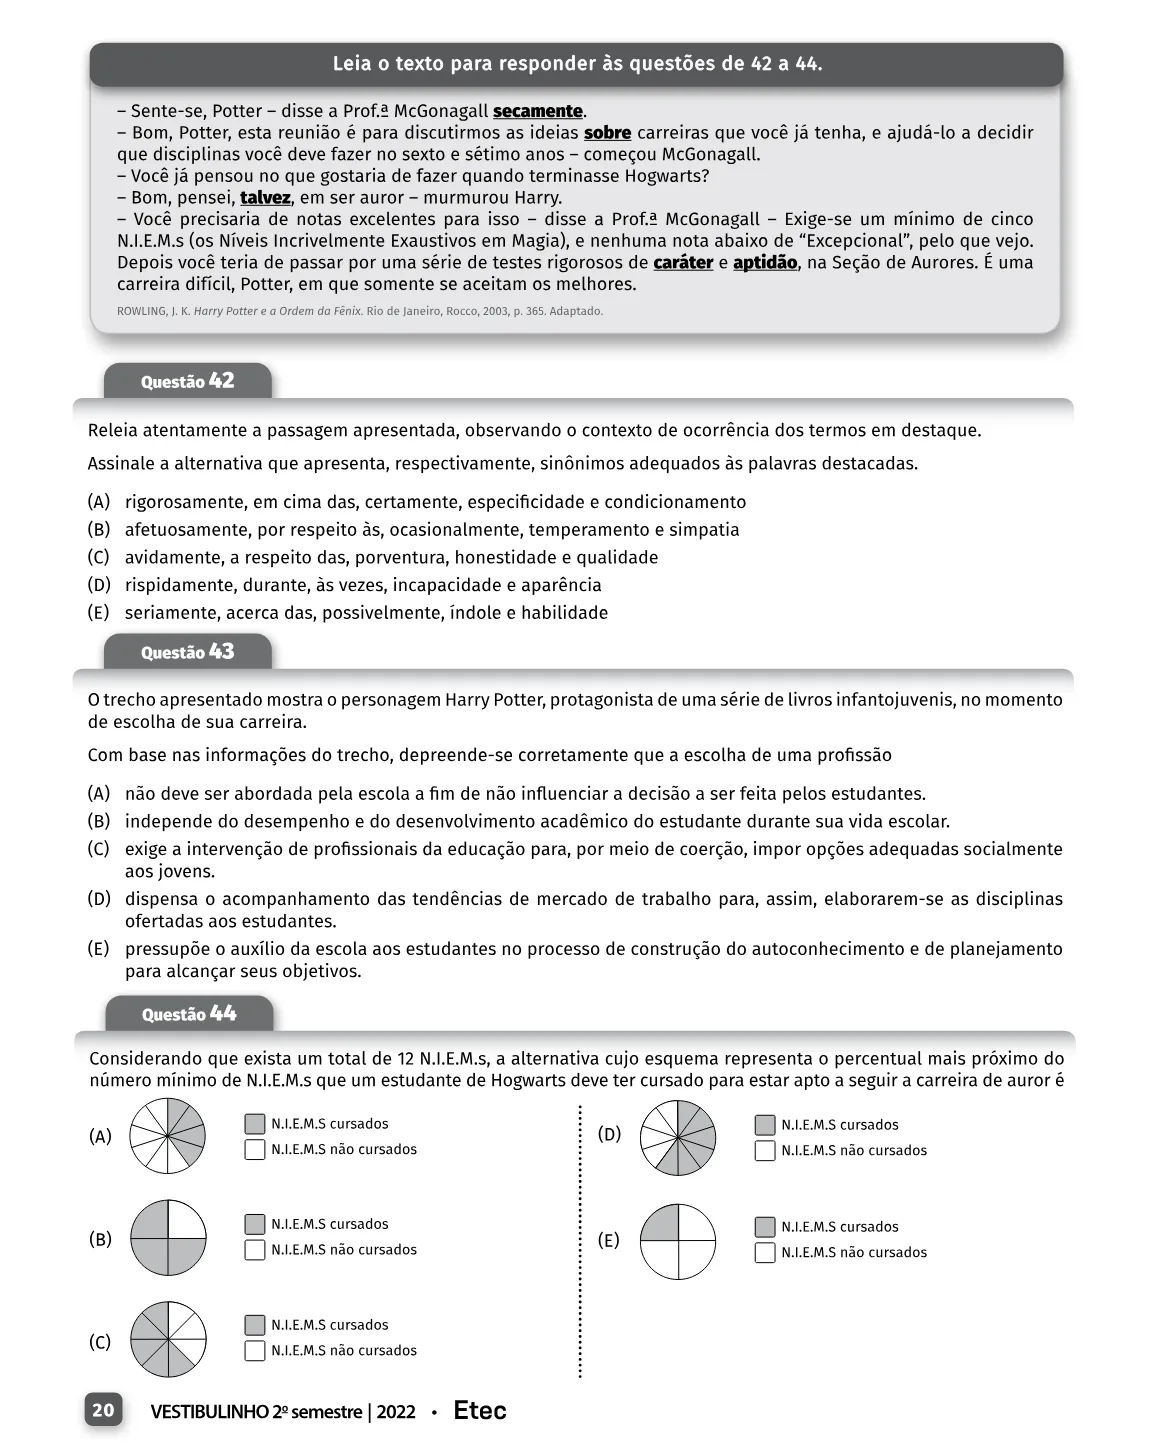 Leia o texto para responder às questões de 42 a 44.
– Sente-se, Potter – disse a Prof.ª McGonagall secamente.
– Bom, Potter, esta reunião é para discutirmos as ideias sobre carreiras que você já tenha, e ajudá-lo a decidir
que disciplinas você deve fazer no sexto e sétimo anos – começou McGonagall.
– Você já pensou no que gostaria de fazer quando terminasse Hogwarts?
– Bom, pensei, talvez, em ser auror – murmurou Harry.
– Você precisaria de notas excelentes para isso – disse a Prof.ª McGonagall – Exige-se um mínimo de cinco
N.I.E.M.s (os Níveis Incrivelmente Exaustivos em Magia), e nenhuma nota abaixo de “Excepcional”, pelo que vejo.
Depois você teria de passar por uma série de testes rigorosos de caráter e aptidão, na Seção de Aurores. É uma
carreira difícil, Potter, em que somente se aceitam os melhores.
ROWLING, J. K. Harry Potter e a Ordem da Fênix. Rio de Janeiro, Rocco, 2003, p. 365. Adaptado.
Questão 42
Releia atentamente a passagem apresentada, observando o contexto de ocorrência dos termos em destaque.
Assinale a alternativa que apresenta, respectivamente, sinônimos adequados às palavras destacadas.
(A) rigorosamente, em cima das, certamente, especificidade e condicionamento
(B) afetuosamente, por respeito às, ocasionalmente, temperamento e simpatia
(C) avidamente, a respeito das, porventura, honestidade e qualidade
(D) rispidamente, durante, às vezes, incapacidade e aparência
(E) seriamente, acerca das, possivelmente, índole e habilidade
Questão 43
O trecho apresentado mostra o personagem Harry Potter, protagonista de uma série de livros infantojuvenis, no momento
de escolha de sua carreira.
Com base nas informações do trecho, depreende-se corretamente que a escolha de uma profissão
(A) não deve ser abordada pela escola a fim de não influenciar a decisão a ser feita pelos estudantes.
(B) independe do desempenho e do desenvolvimento acadêmico do estudante durante sua vida escolar.
(C) exige a intervenção de profissionais da educação para, por meio de coerção, impor opções adequadas socialmente
aos jovens.
(D) dispensa o acompanhamento das tendências de mercado de trabalho para, assim, elaborarem-se as disciplinas
ofertadas aos estudantes.
(E) pressupõe o auxílio da escola aos estudantes no processo de construção do autoconhecimento e de planejamento
para alcançar seus objetivos.
Questão 44
Considerando que exista um total de 12 N.I.E.M.s, a alternativa cujo esquema representa o percentual mais próximo do
número mínimo de N.I.E.M.s que um estudante de Hogwarts deve ter cursado para estar apto a seguir a carreira de auror é
(A) N.I.E.M.S cursados
N.I.E.M.S não cursados
(B) N.I.E.M.S cursados
N.I.E.M.S não cursados
(C) N.I.E.M.S cursados
N.I.E.M.S não cursados
(D) N.I.E.M.S cursados
N.I.E.M.S não cursados
(E) N.I.E.M.S cursados
N.I.E.M.S não cursados
20 VESTIBULINHO 2º semestre | 2022 • Etec